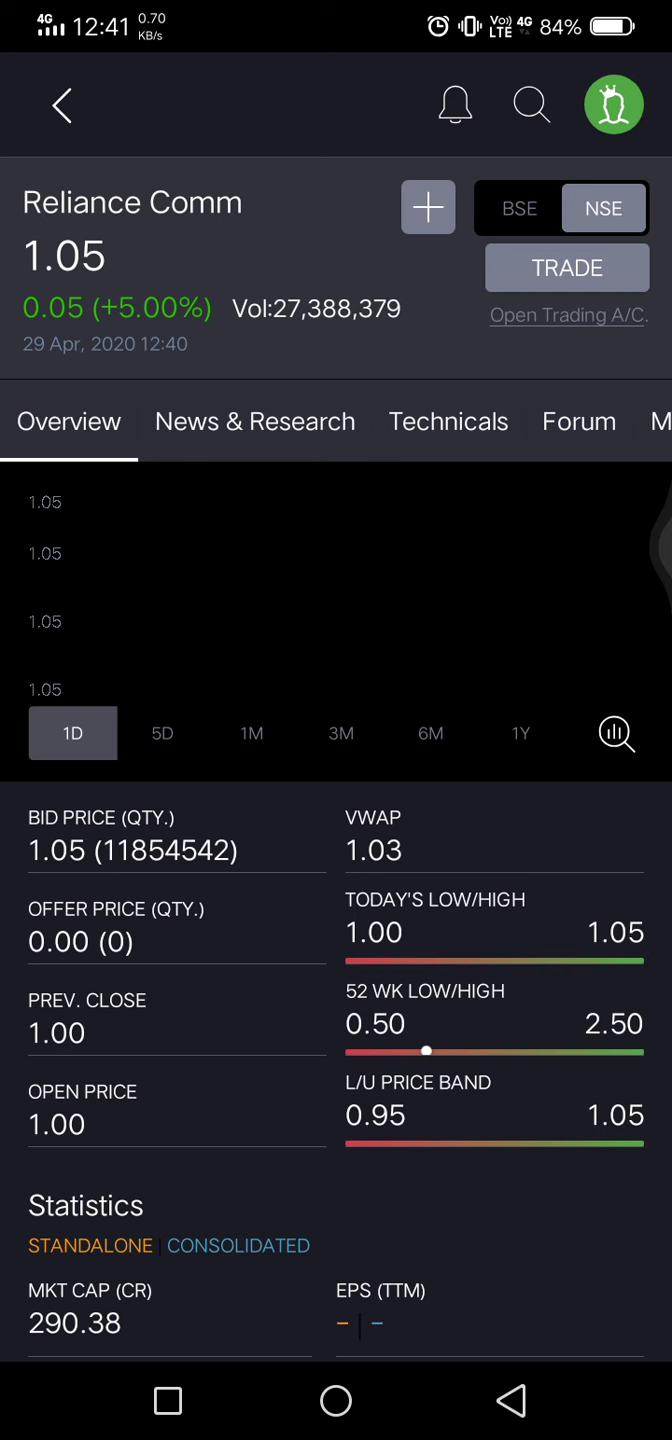 4G 12:41 0.70 KB/s Vo) LTE 4G 84%
Reliance Comm
BSE NSE
1.05
TRADE
0.05 (+5.00%) Vol:27,388,379
Open Trading A/C.
29 Apr, 2020 12:40
Overview News & Research Technicals Forum M
1.05
1.05
1.05
1.05
1D 5D 1M 3M 6M 1Y
BID PRICE (QTY.)
1.05 (11854542)
VWAP
1.03
OFFER PRICE (QTY.)
0.00 (0)
TODAY'S LOW/HIGH
1.00 1.05
PREV. CLOSE
1.00
52 WK LOW/HIGH
0.50 2.50
OPEN PRICE
1.00
L/U PRICE BAND
0.95 1.05
Statistics
STANDALONE | CONSOLIDATED
MKT CAP (CR)
290.38
EPS (TTM)
– | –